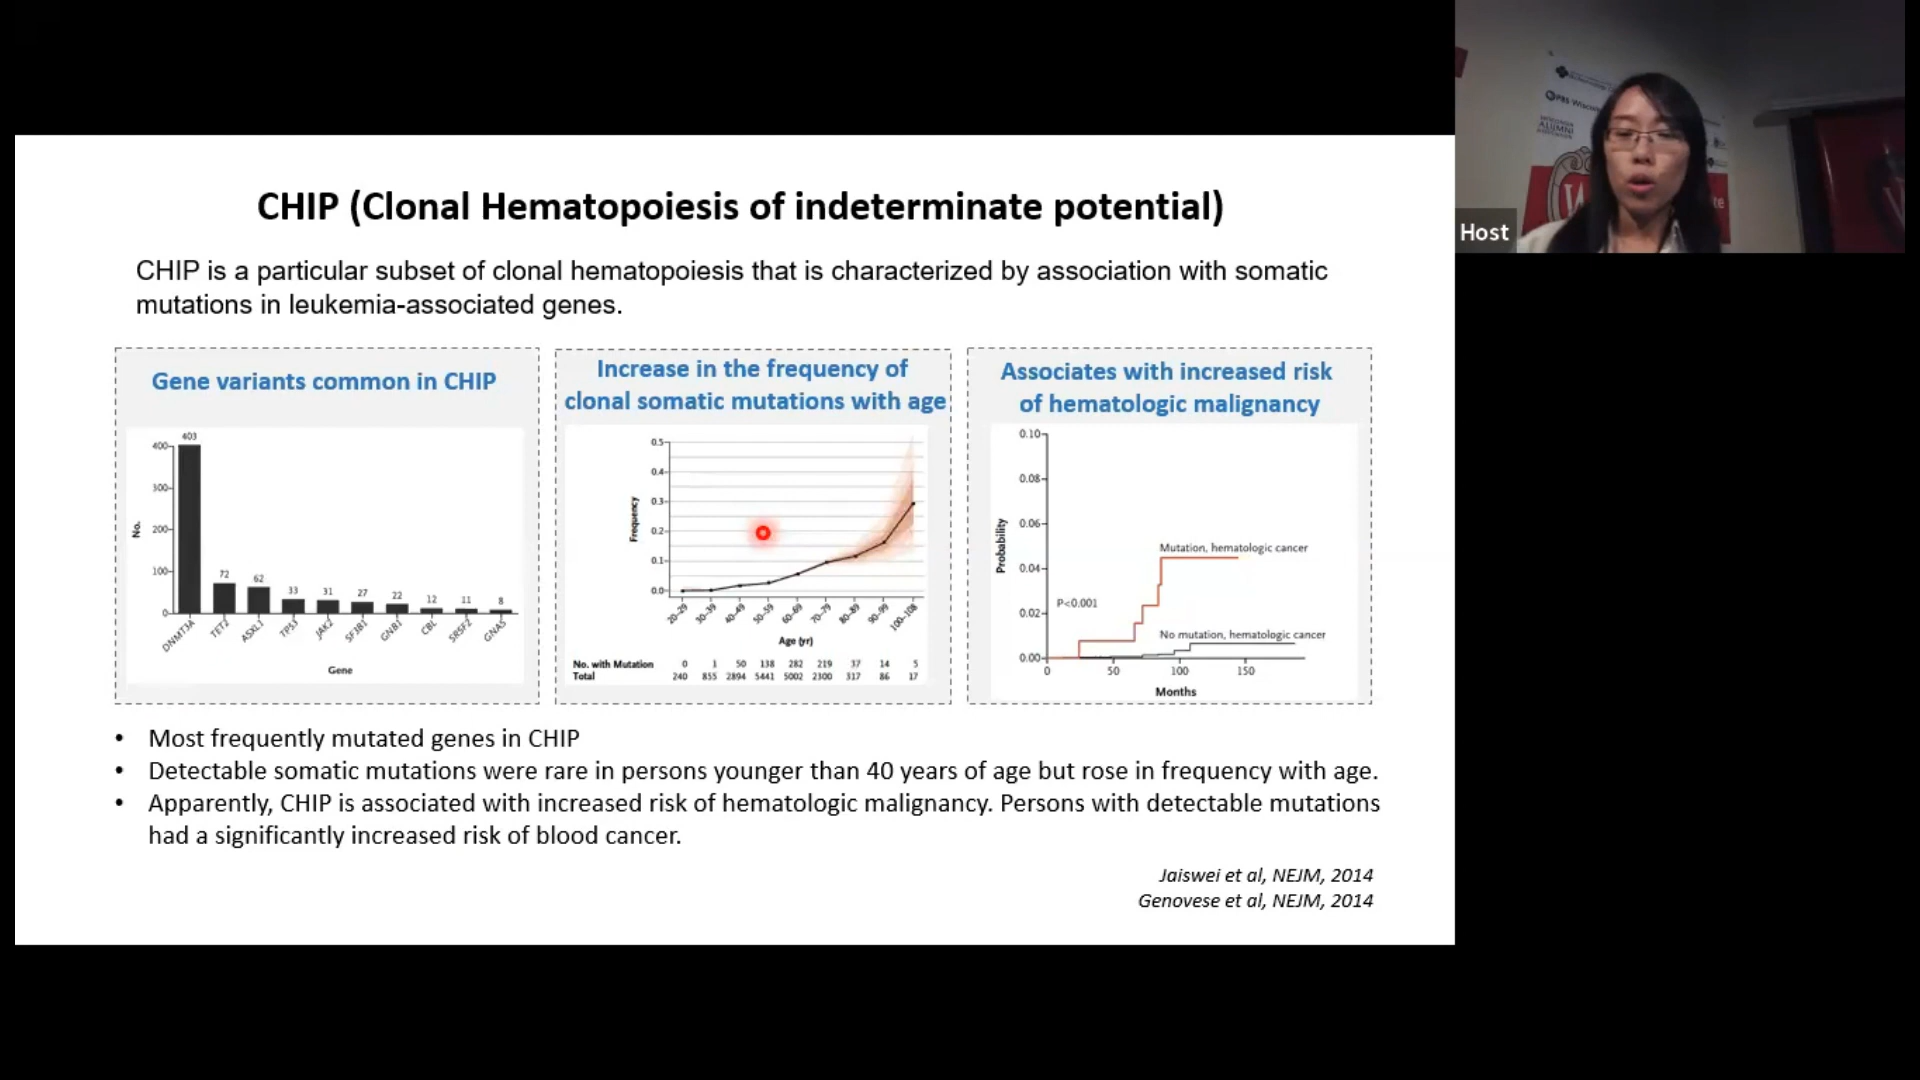 CHIP (Clonal Hematopoiesis of indeterminate potential)
CHIP is a particular subset of clonal hematopoiesis that is characterized by association with somatic
mutations in leukemia-associated genes.
Gene variants common in CHIP
No.
400
300
200
100
0
403
72
62
33
31
27
22
12
11
8
DNMT3A
TET2
ASXL1
TP53
JAK2
SF3B1
GNB1
CBL
SRSF2
GNAS
Gene
Increase in the frequency of
clonal somatic mutations with age
Frequency
0.5
0.4
0.3
0.2
0.1
0.0
20–29
30–39
40–49
50–59
60–69
70–79
80–89
90–99
100–108
Age (yr)
No. with Mutation 0 1 50 138 282 219 37 14 5
Total 240 855 2894 5441 5002 2300 317 86 17
Associates with increased risk
of hematologic malignancy
Probability
0.10
0.08
0.06
0.04
0.02
0.00
Mutation, hematologic cancer
P<0.001
No mutation, hematologic cancer
0 50 100 150
Months
• Most frequently mutated genes in CHIP
• Detectable somatic mutations were rare in persons younger than 40 years of age but rose in frequency with age.
• Apparently, CHIP is associated with increased risk of hematologic malignancy. Persons with detectable mutations
had a significantly increased risk of blood cancer.
Jaiswei et al, NEJM, 2014
Genovese et al, NEJM, 2014
PBS Wisconsin
ALUMNI
W
Host